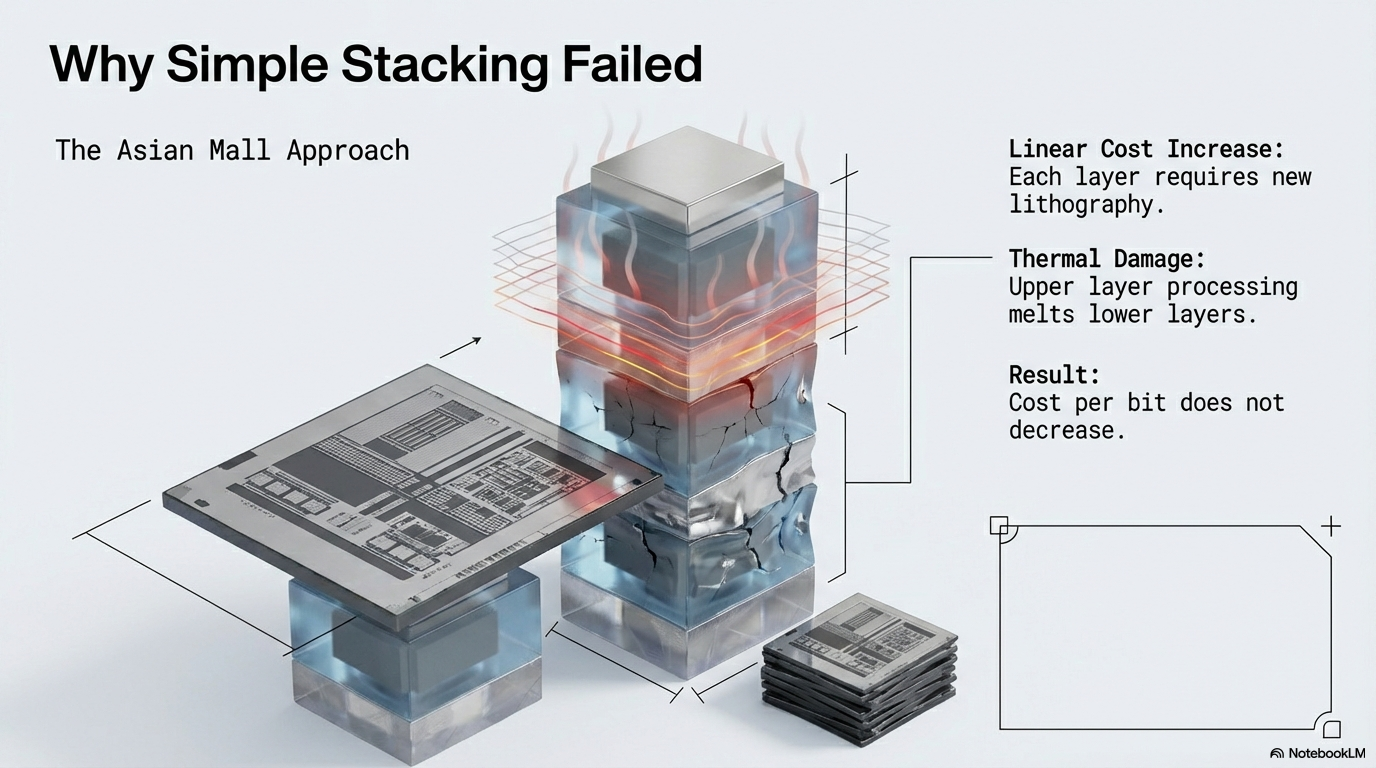 Why Simple Stacking Failed
The Asian Mall Approach
Linear Cost Increase:
Each layer requires new
lithography.
Thermal Damage:
Upper layer processing
melts lower layers.
Result:
Cost per bit does not
decrease.
NotebookLM